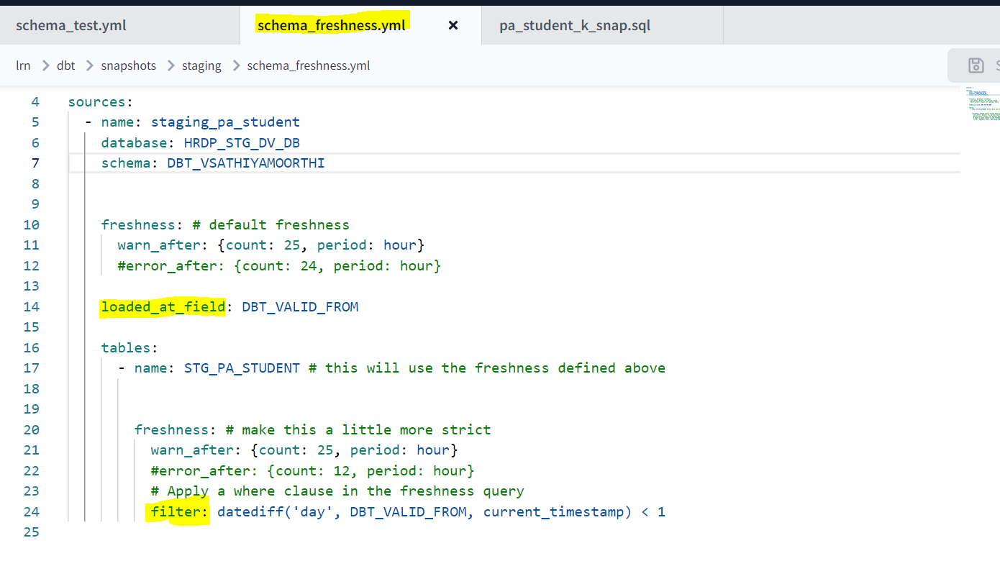 schema_test.yml schema_freshness.yml × pa_student_k_snap.sql
lrn > dbt > snapshots > staging > schema_freshness.yml
4 sources:
5 - name: staging_pa_student
6 database: HRDP_STG_DV_DB
7 schema: DBT_VSATHIYAMOORTHI
8
9
10 freshness: # default freshness
11 warn_after: {count: 25, period: hour}
12 #error_after: {count: 24, period: hour}
13
14 loaded_at_field: DBT_VALID_FROM
15
16 tables:
17 - name: STG_PA_STUDENT # this will use the freshness defined above
18
19
20 freshness: # make this a little more strict
21 warn_after: {count: 25, period: hour}
22 #error_after: {count: 12, period: hour}
23 # Apply a where clause in the freshness query
24 filter: datediff('day', DBT_VALID_FROM, current_timestamp) < 1
25